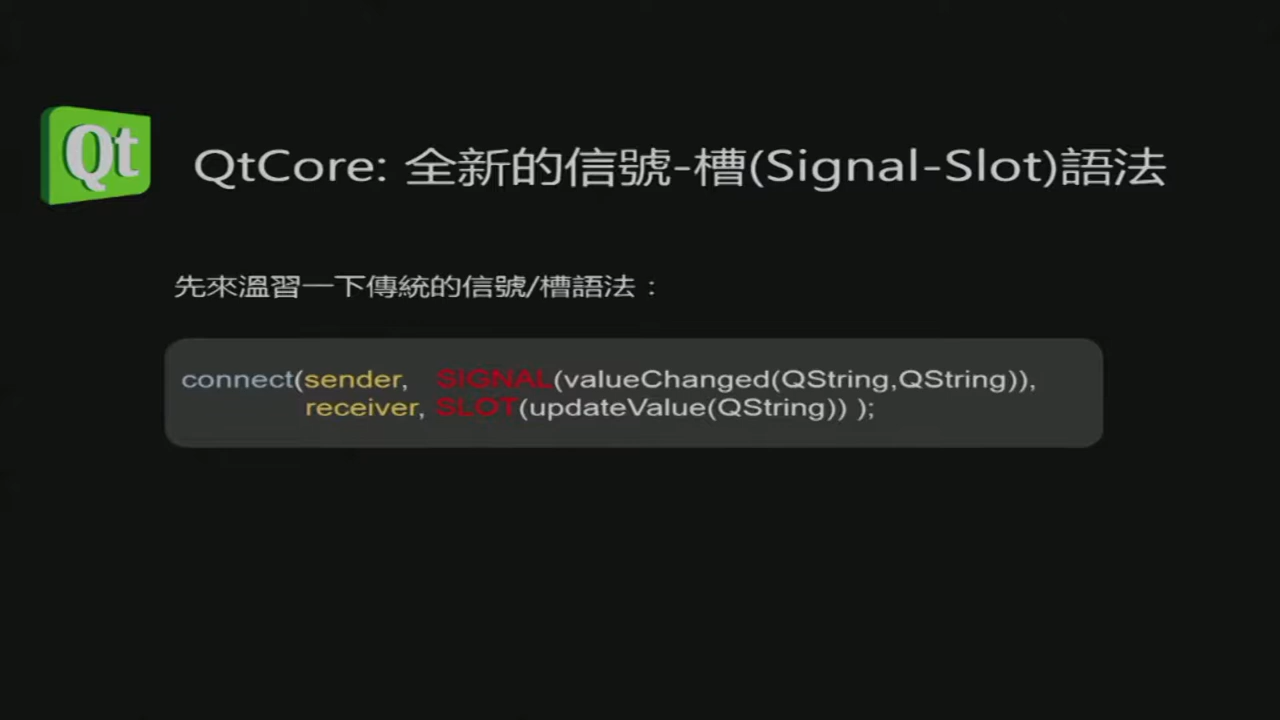 Qt
QtCore: 全新的信號-槽(Signal-Slot)語法
先來溫習一下傳統的信號/槽語法：
connect(sender, SIGNAL(valueChanged(QString,QString)),
receiver, SLOT(updateValue(QString)) );